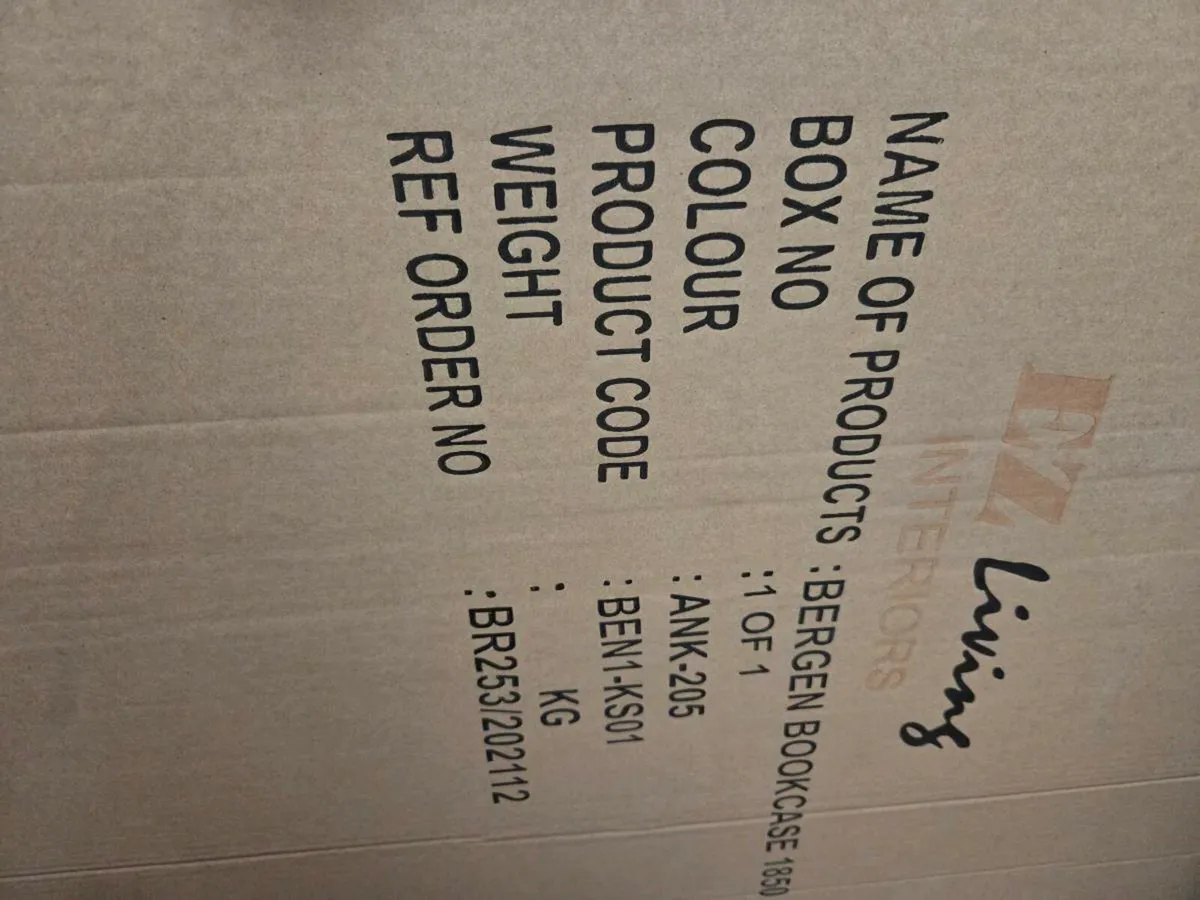 EZ Living
INTERIORS
NAME OF PRODUCTS :BERGEN BOOKCASE 1850
BOX NO :1 OF 1
COLOUR : ANK-205
PRODUCT CODE : BEN1-KS01
WEIGHT : KG
REF ORDER NO :BR253/202112